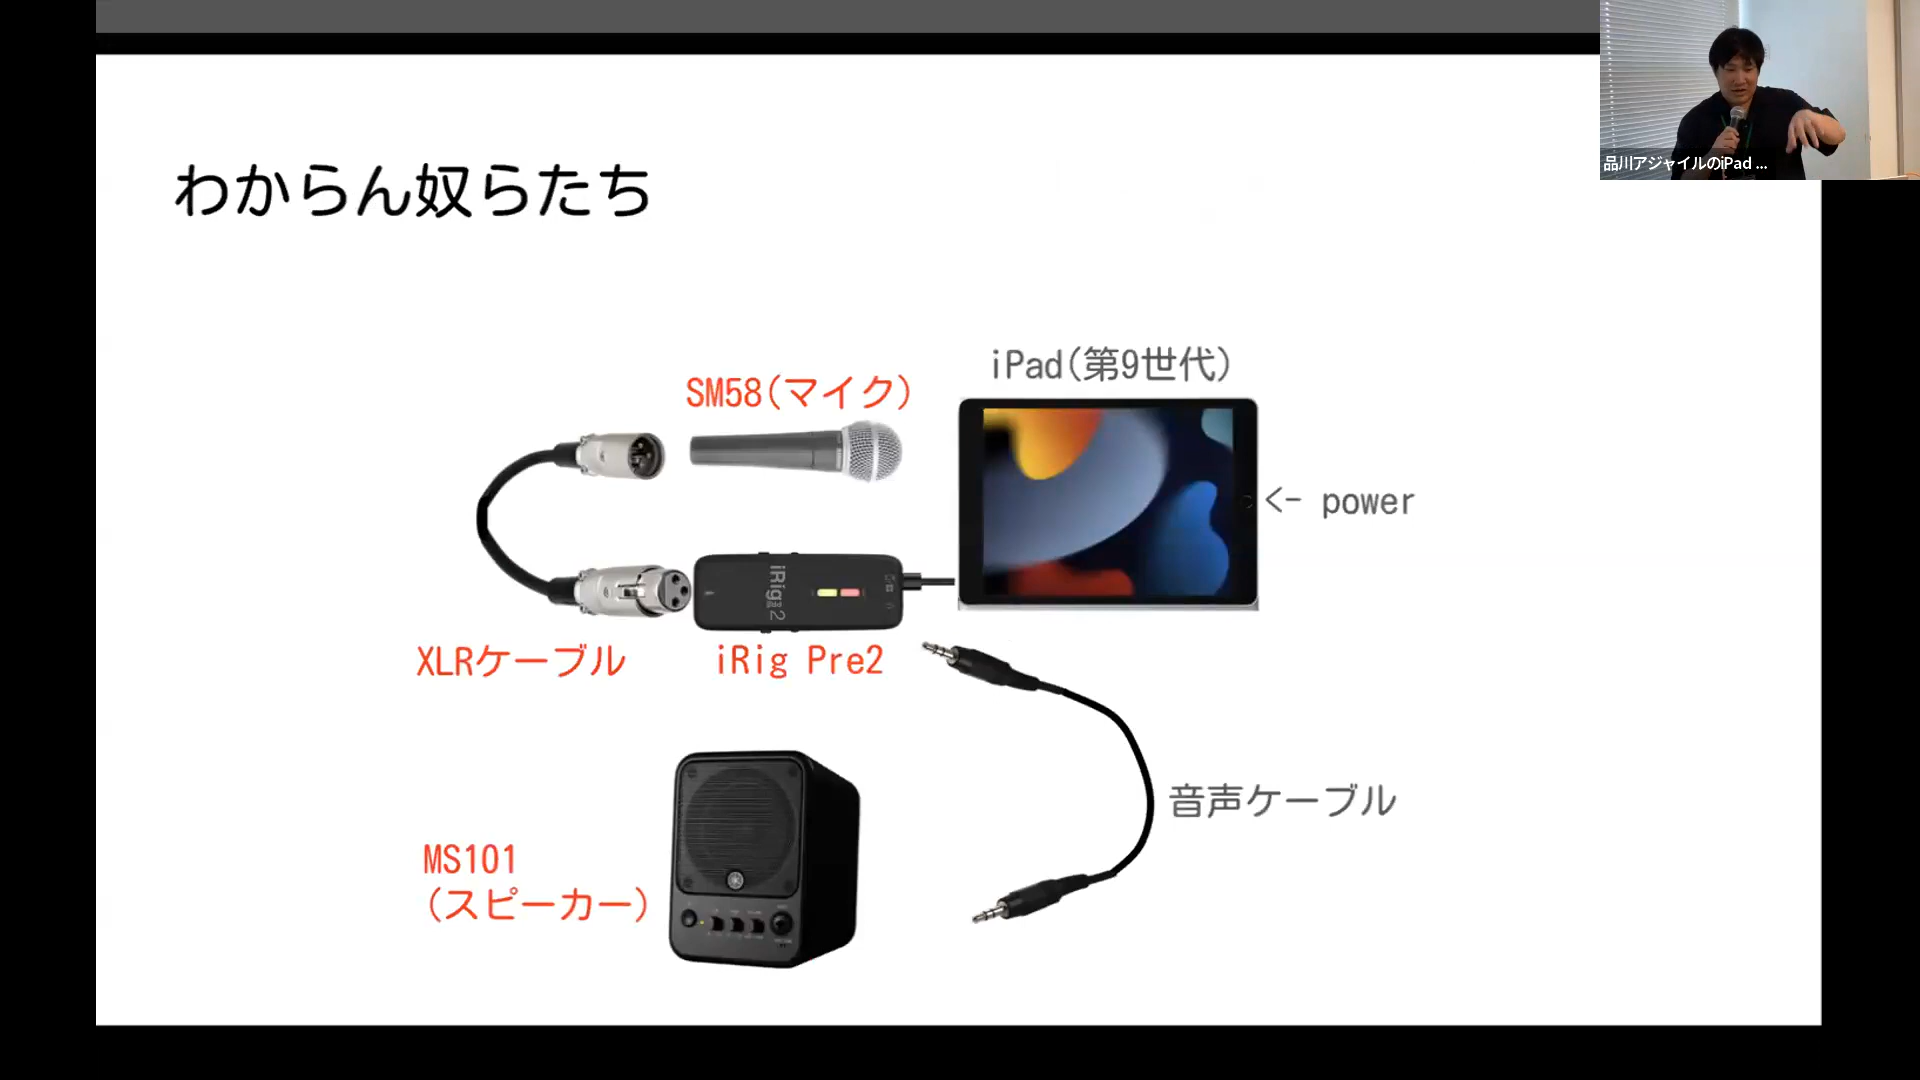 わからん奴らたち
品川アジャイルのiPad ...
SM58(マイク)
iPad(第9世代)
<- power
iRig
2
XLRケーブル
iRig Pre2
音声ケーブル
MS101
(スピーカー)